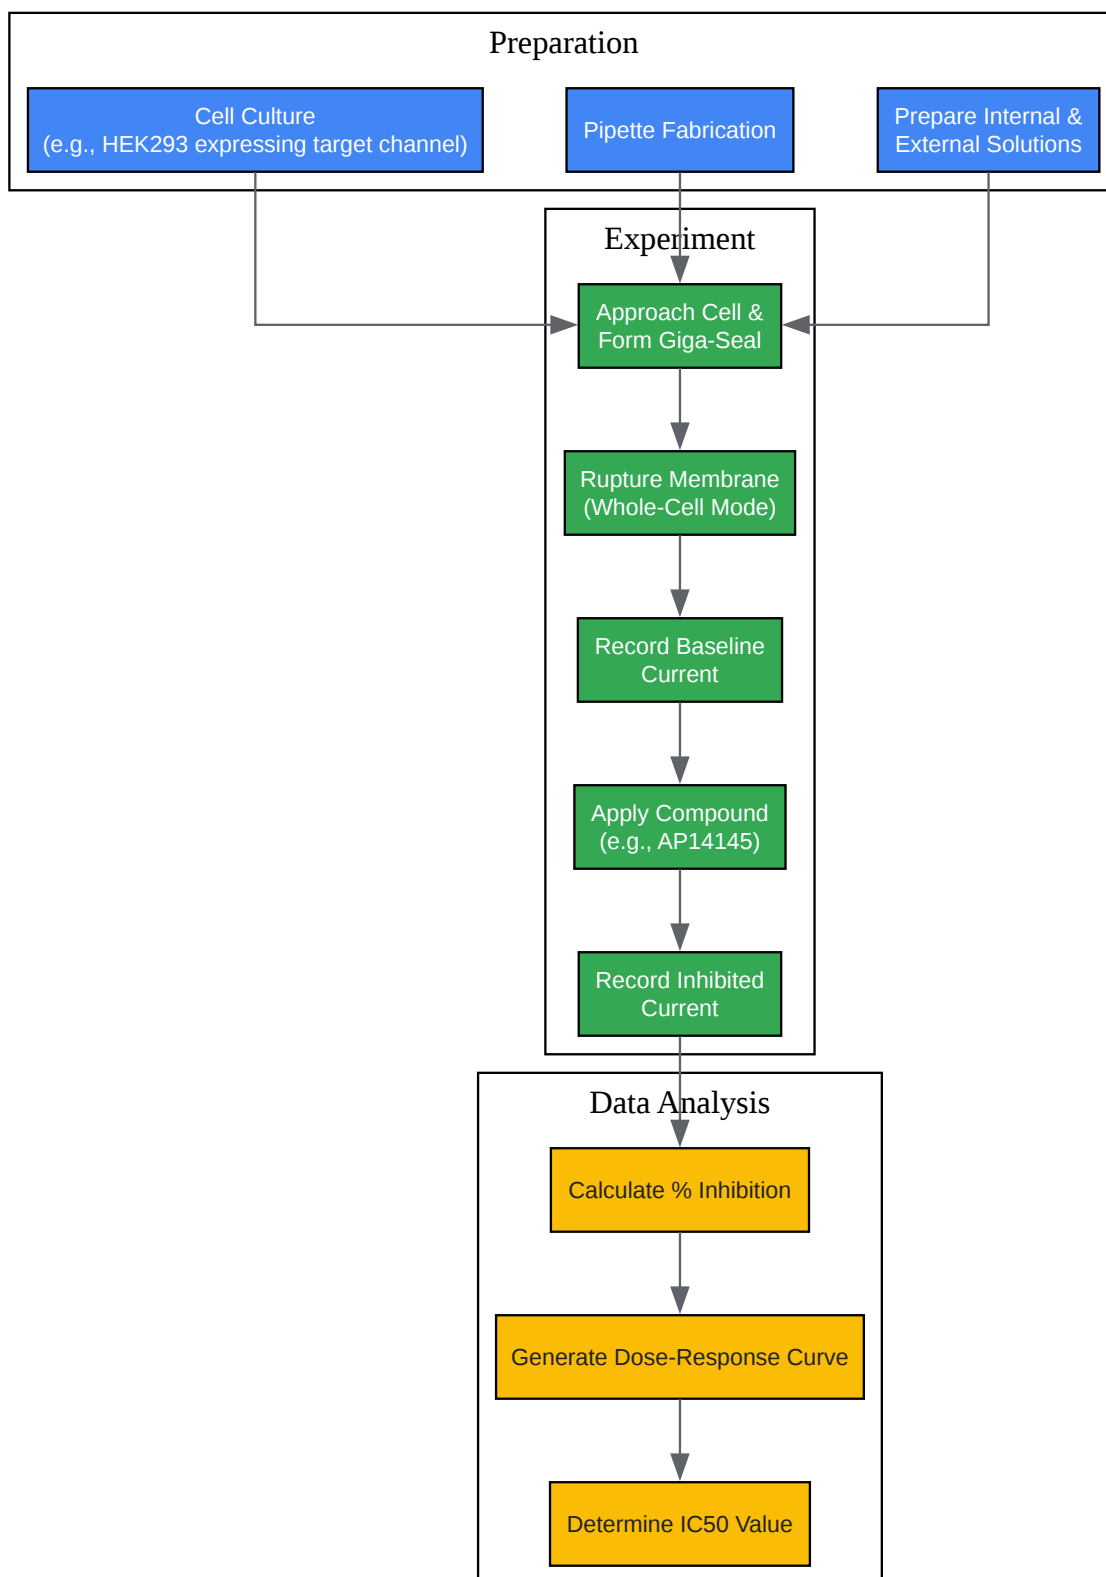 Preparation
Cell Culture
(e.g., HEK293 expressing target channel)
Pipette Fabrication
Prepare Internal &
External Solutions
Experiment
Approach Cell &
Form Giga-Seal
Rupture Membrane
(Whole-Cell Mode)
Record Baseline
Current
Apply Compound
(e.g., AP14145)
Record Inhibited
Current
Data Analysis
Calculate % Inhibition
Generate Dose-Response Curve
Determine IC50 Value